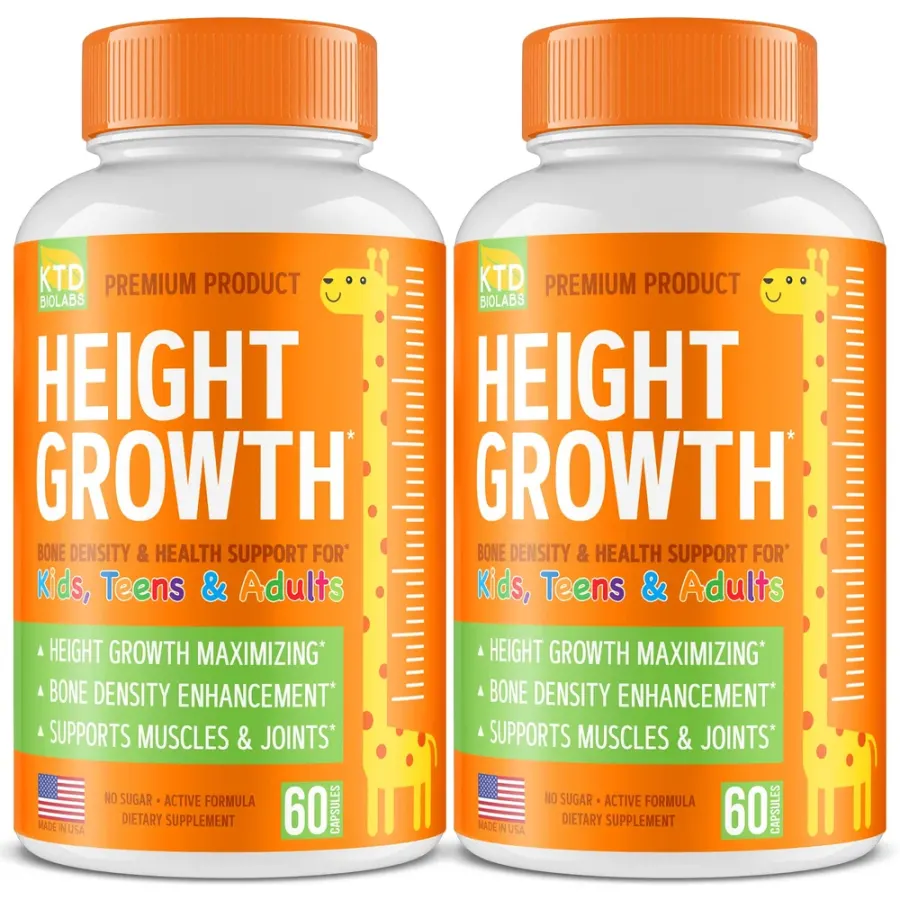 KTD
BIOLABS
PREMIUM PRODUCT
HEIGHT
GROWTH*
BONE DENSITY & HEALTH SUPPORT FOR*
Kids, Teens & Adults
▲ HEIGHT GROWTH MAXIMIZING*
▲ BONE DENSITY ENHANCEMENT*
▲ SUPPORTS MUSCLES & JOINTS*
MADE IN USA
NO SUGAR • ACTIVE FORMULA
DIETARY SUPPLEMENT
60
CAPSULES
KTD
BIOLABS
PREMIUM PRODUCT
HEIGHT
GROWTH*
BONE DENSITY & HEALTH SUPPORT FOR*
Kids, Teens & Adults
▲ HEIGHT GROWTH MAXIMIZING*
▲ BONE DENSITY ENHANCEMENT*
▲ SUPPORTS MUSCLES & JOINTS*
MADE IN USA
NO SUGAR • ACTIVE FORMULA
DIETARY SUPPLEMENT
60
CAPSULES